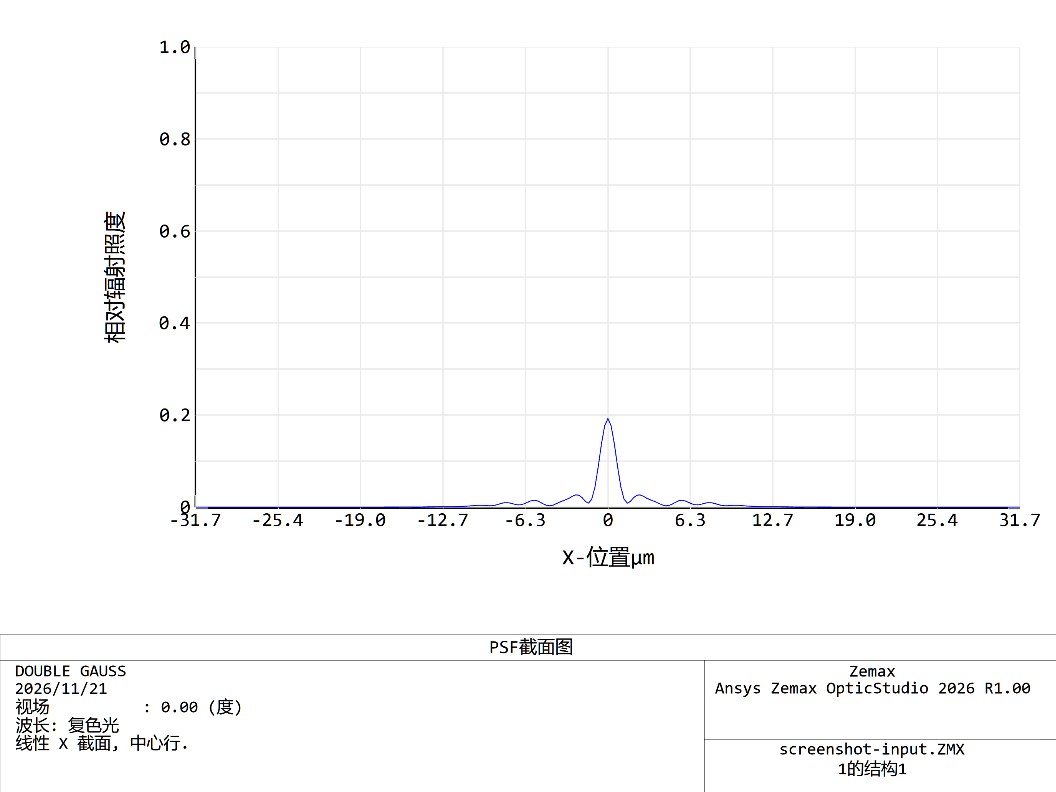 1.0
0.8
0.6
0.4
0.2
0
相对辐射照度
-31.7 -25.4 -19.0 -12.7 -6.3 0 6.3 12.7 19.0 25.4 31.7
X-位置µm
PSF截面图
DOUBLE GAUSS
2026/11/21
视场 : 0.00 (度)
波长: 复色光
线性 X 截面, 中心行.
Zemax
Ansys Zemax OpticStudio 2026 R1.00
screenshot-input.ZMX
1的结构1